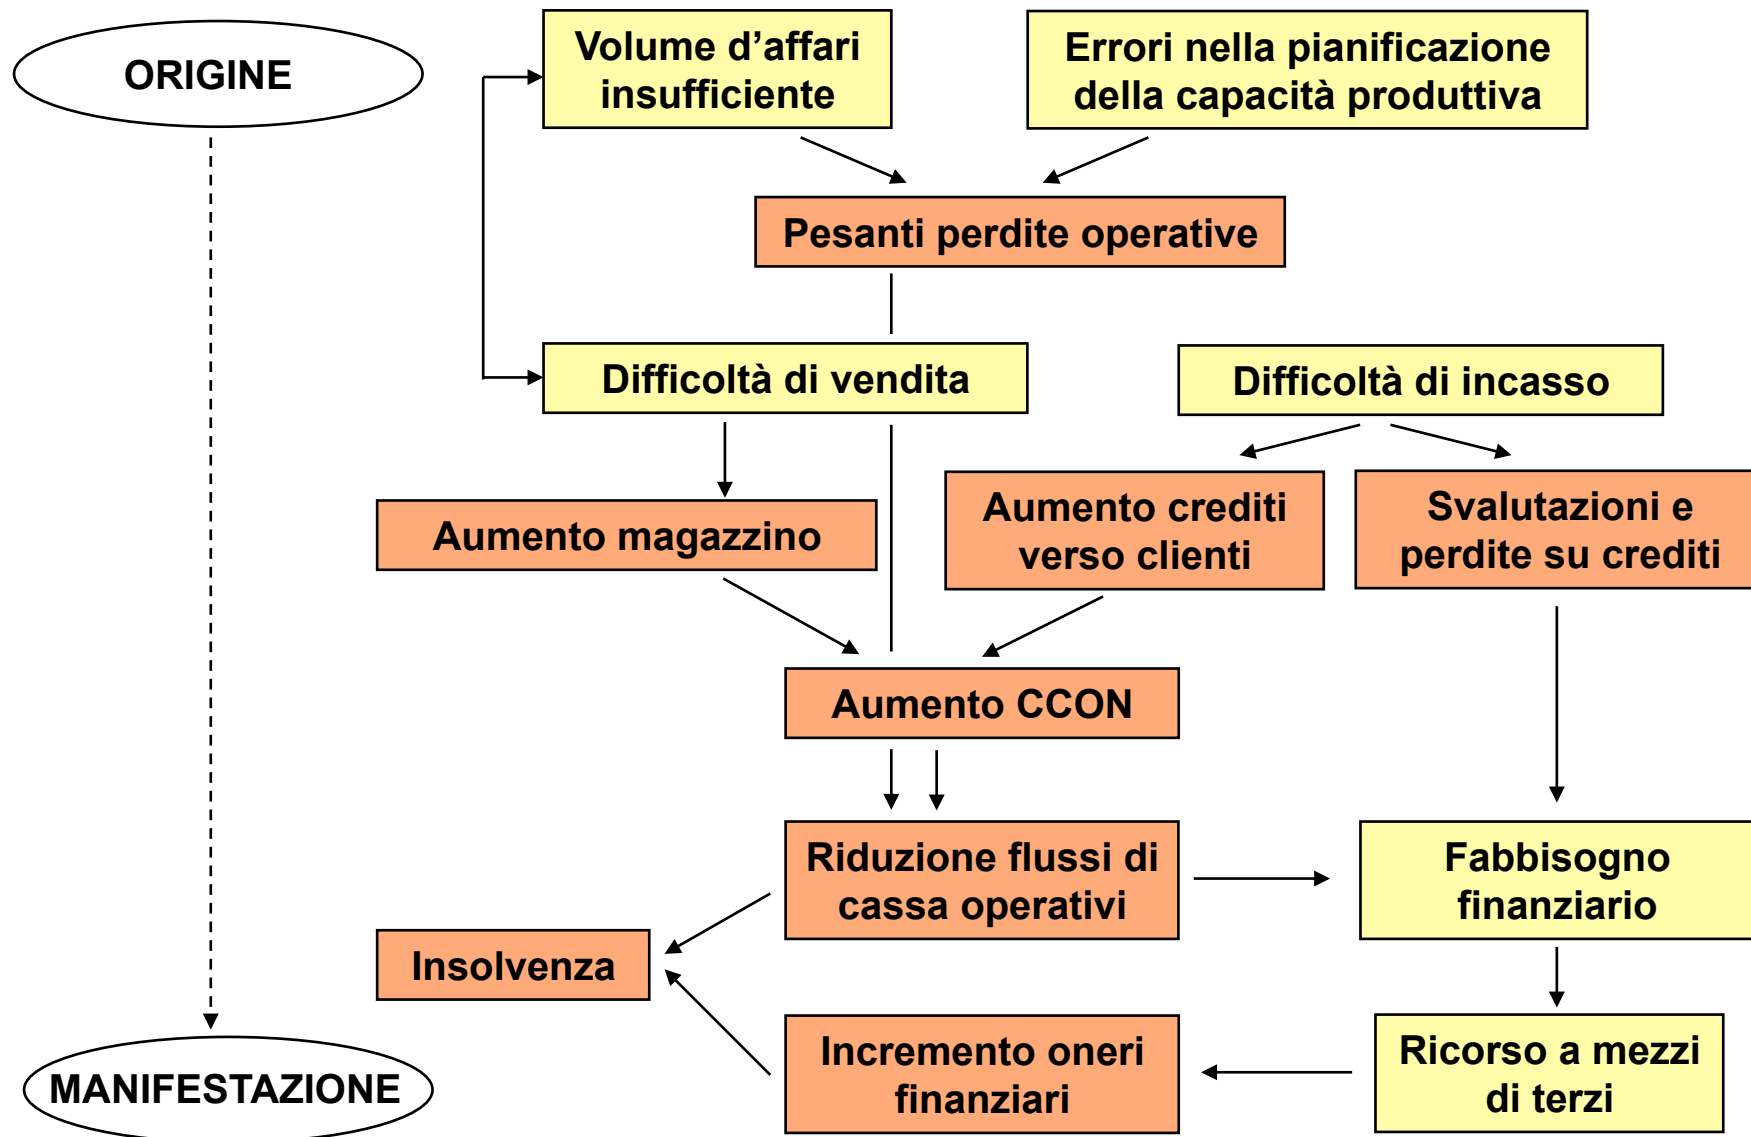 ORIGINE
Volume d’affari
insufficiente
Errori nella pianificazione
della capacità produttiva
Pesanti perdite operative
Difficoltà di vendita
Difficoltà di incasso
Aumento magazzino
Aumento crediti
verso clienti
Svalutazioni e
perdite su crediti
Aumento CCON
Riduzione flussi di
cassa operativi
Fabbisogno
finanziario
Insolvenza
Incremento oneri
finanziari
Ricorso a mezzi
di terzi
MANIFESTAZIONE